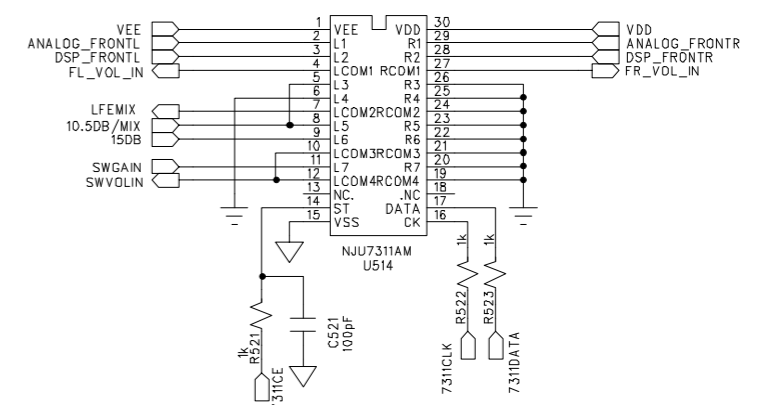 VEE 1 VEE VDD 30 VDD
ANALOG_FRONTL 2 L1 R1 29 ANALOG_FRONTR
DSP_FRONTL 3 L2 R2 28 DSP_FRONTR
FL_VOL_IN 4 LCOM1 RCOM1 27 FR_VOL_IN
5 L3 R3 26
6 L4 R4 25
LFEMIX 7 LCOM2 RCOM2 24
10.5DB/MIX 8 L5 R5 23
15DB 9 L6 R6 22
10 LCOM3 RCOM3 21
SWGAIN 11 L7 R7 20
SWVOLIN 12 LCOM4 RCOM4 19
13 NC. .NC 18
14 ST DATA 17
15 VSS CK 16
NJU7311AM
U514
1k
R521
7311CE
C521
100pF
1k
R522
7311CLK
1k
R523
7311DATA